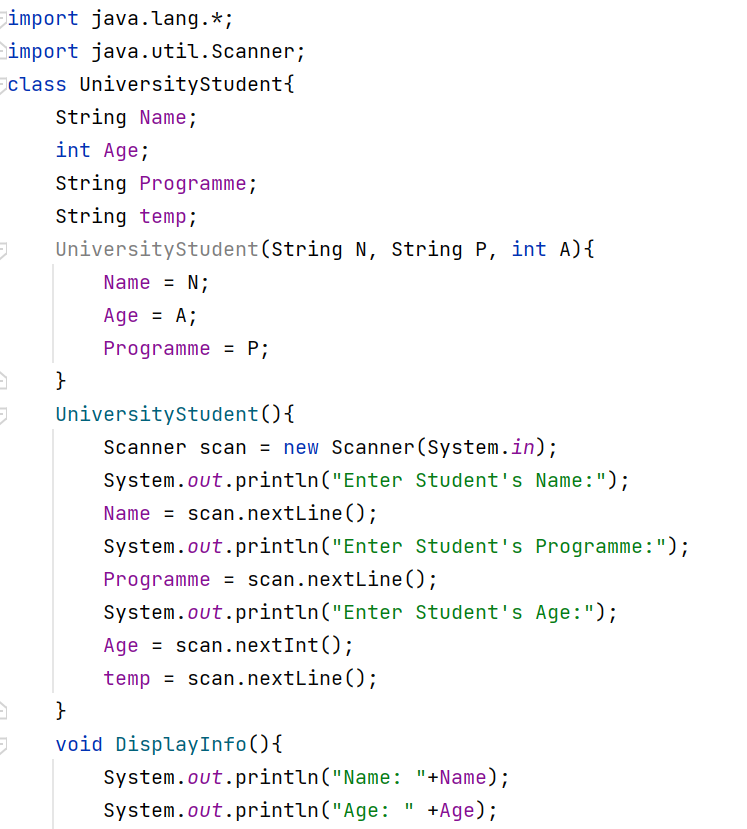 import java.lang.*;
import java.util.Scanner;
class UniversityStudent{
    String Name;
    int Age;
    String Programme;
    String temp;
    UniversityStudent(String N, String P, int A){
        Name = N;
        Age = A;
        Programme = P;
    }
    UniversityStudent(){
        Scanner scan = new Scanner(System.in);
        System.out.println("Enter Student's Name:");
        Name = scan.nextLine();
        System.out.println("Enter Student's Programme:");
        Programme = scan.nextLine();
        System.out.println("Enter Student's Age:");
        Age = scan.nextInt();
        temp = scan.nextLine();
    }
    void DisplayInfo(){
        System.out.println("Name: "+Name);
        System.out.println("Age: " +Age);